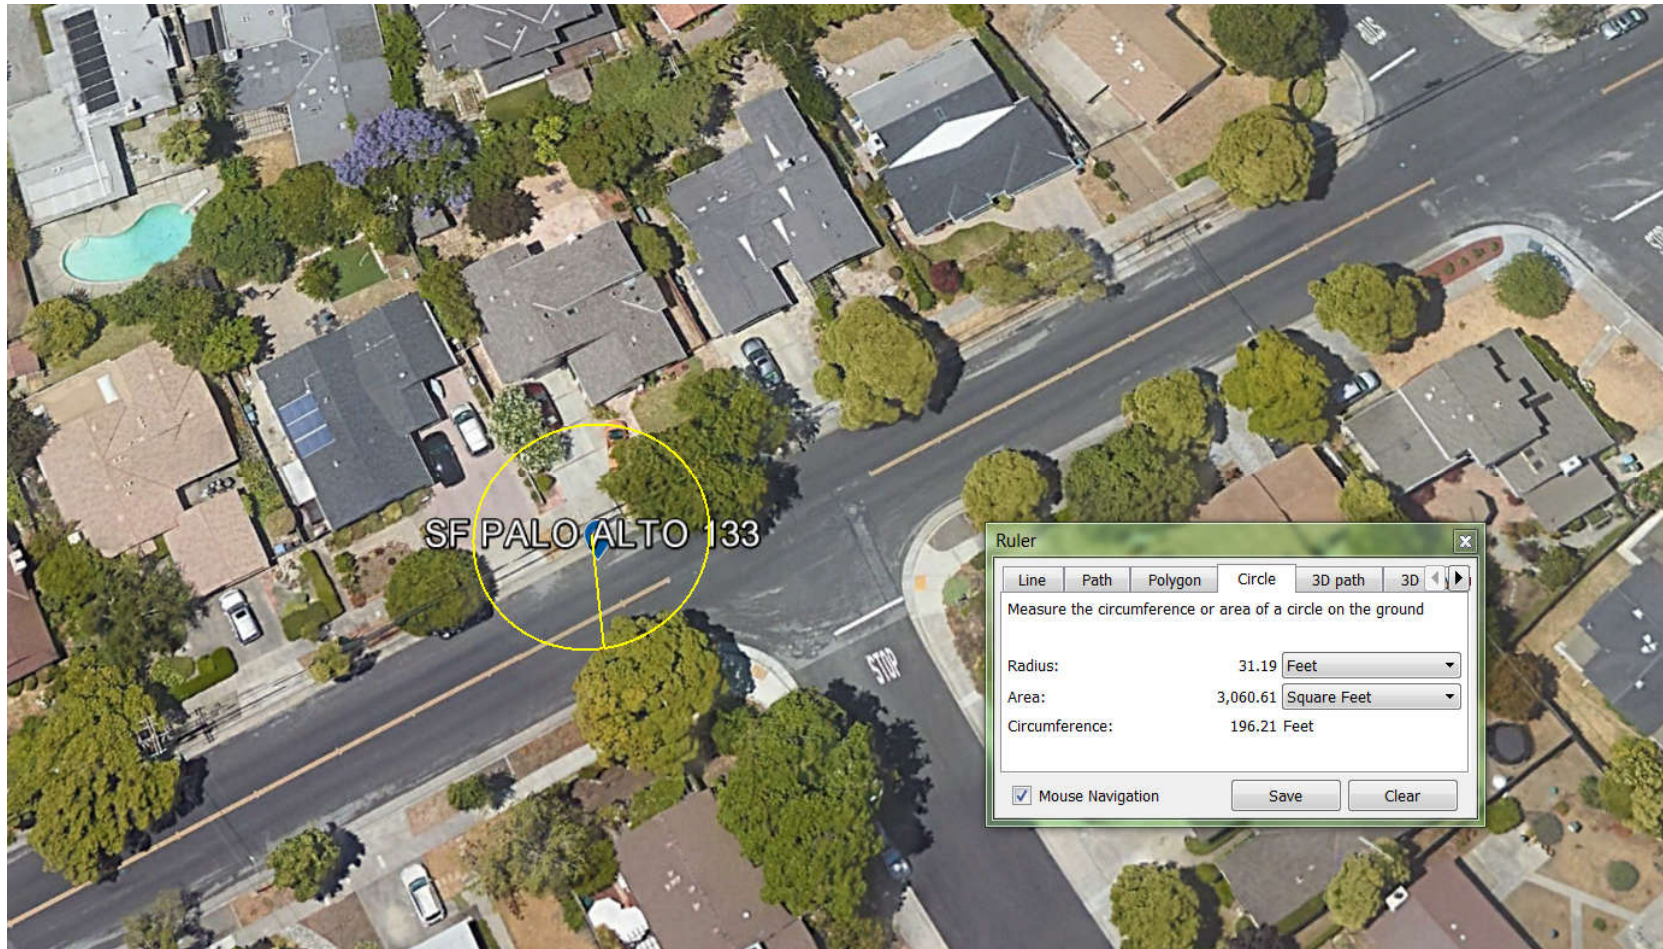 STOP
STOP
SF PALO ALTO 133
Ruler
Line Path Polygon Circle 3D path 3D
Measure the circumference or area of a circle on the ground
Radius: 31.19 Feet
Area: 3,060.61 Square Feet
Circumference: 196.21 Feet
STOP
Mouse Navigation Save Clear